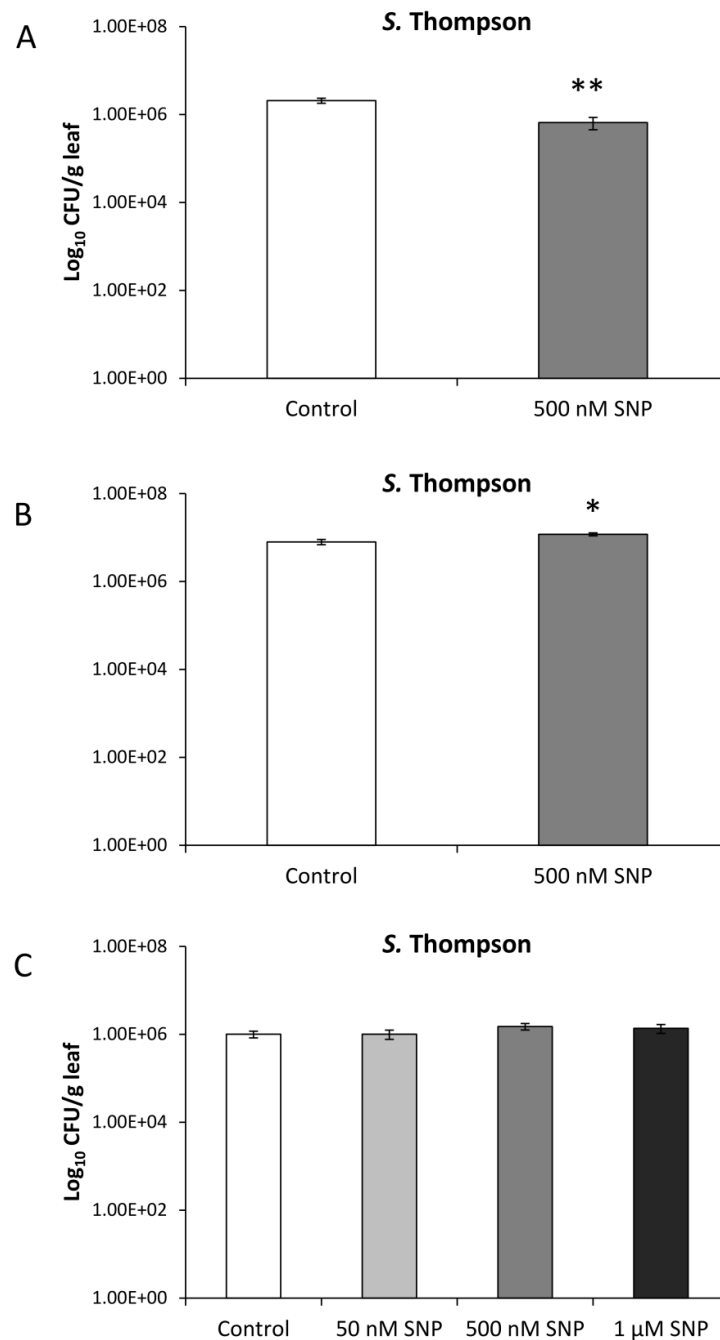 A
S. Thompson
1.00E+08
**
1.00E+06
1.00E+04
1.00E+02
1.00E+00
Log₁₀ CFU/g leaf
Control 500 nM SNP
B
S. Thompson
1.00E+08
*
1.00E+06
1.00E+04
1.00E+02
1.00E+00
Control 500 nM SNP
C
S. Thompson
1.00E+08
1.00E+06
1.00E+04
1.00E+02
1.00E+00
Log₁₀ CFU/g leaf
Control 50 nM SNP 500 nM SNP 1 µM SNP